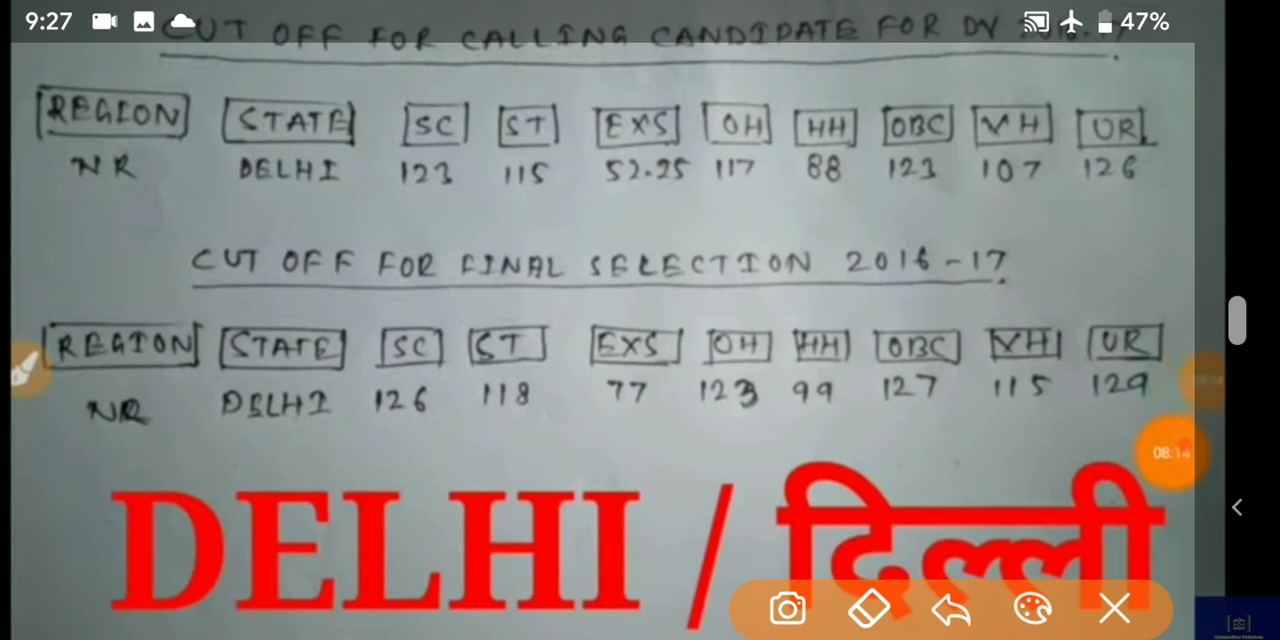 9:27 47%
CUT OFF FOR CALLING CANDIDATE FOR DV
REGION STATE SC ST EXS OH HH OBC VH UR
NR DELHI 123 115 52.25 117 88 123 107 126
CUT OFF FOR FINAL SELECTION 2016-17
REGION STATE SC ST EXS OH HH OBC VH UR
NR DELHI 126 118 77 123 99 127 115 129
08:14
DELHI / दिल्ली